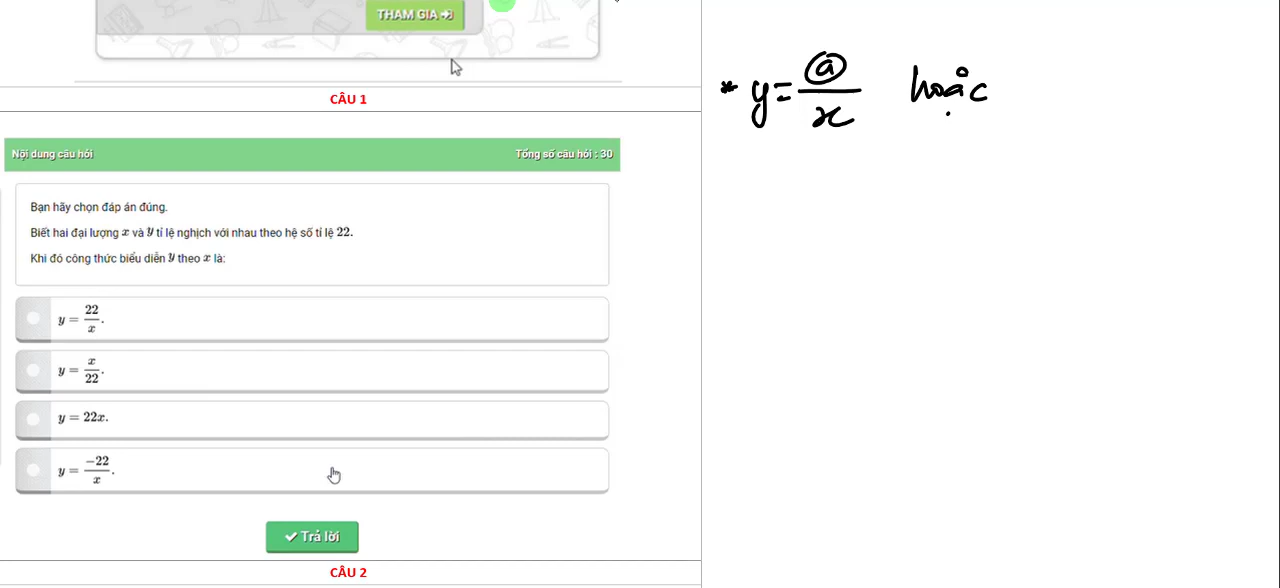 THAM GIA
CÂU 1
Nội dung câu hỏi
Tổng số câu hỏi : 30
Bạn hãy chọn đáp án đúng.
Biết hai đại lượng x và y tỉ lệ nghịch với nhau theo hệ số tỉ lệ 22.
Khi đó công thức biểu diễn y theo x là:
y = 22/x.
y = x/22.
y = 22x.
y = -22/x.
Trả lời
CÂU 2
* y = a/x hoặc